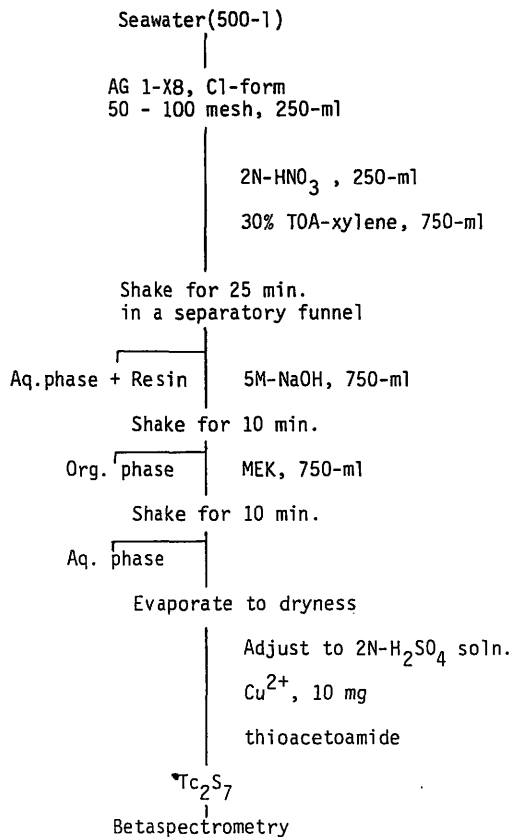 Seawater(500-l)
AG 1-X8, Cl-form
50 - 100 mesh, 250-ml
2N-HNO₃ , 250-ml
30% TOA-xylene, 750-ml
Shake for 25 min.
in a separatory funnel
Aq.phase + Resin 5M-NaOH, 750-ml
Shake for 10 min.
Org. phase MEK, 750-ml
Shake for 10 min.
Aq. phase
Evaporate to dryness
Adjust to 2N-H₂SO₄ soln.
Cu²⁺, 10 mg
thioacetoamide
Tc₂S₇
Betaspectrometry